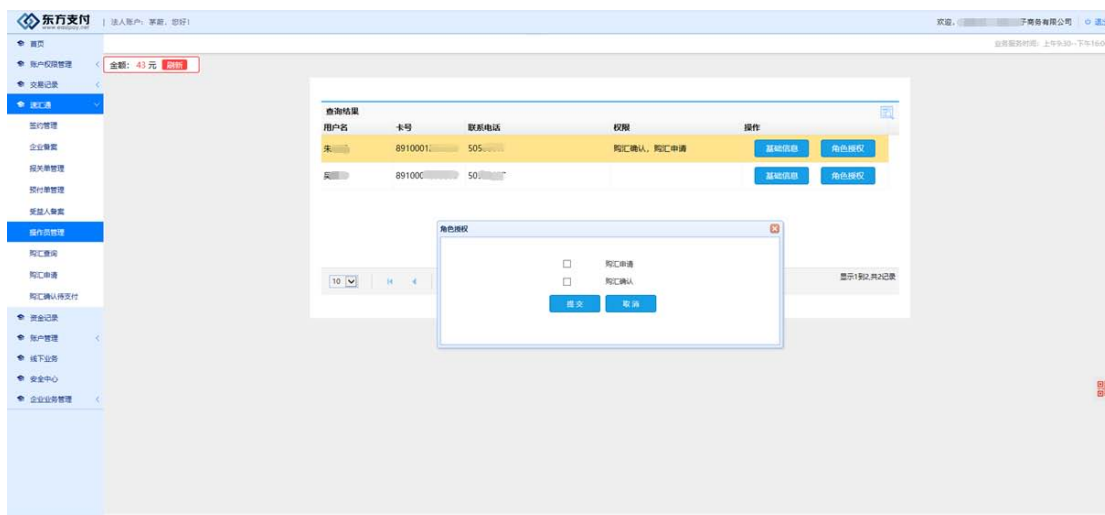 东方支付
www.easipay.net
| 法人账户: 掌厨, 您好!
欢迎,
子商务有限公司
首页
业务服务时间: 上午9:30--下午16:0
账户权限管理
金额: 43 元 刷新
交易记录
速汇通
签约管理
企业备案
报关单管理
预付单管理
受益人备案
操作员管理
购汇查询
购汇申请
购汇确认待支付
资金记录
账户管理
线下业务
安全中心
企业业务管理
查询结果
用户名 卡号 联系电话 权限 操作
朱 8910001 505 购汇确认, 购汇申请 基础信息 角色授权
吴 891000 50 基础信息 角色授权
10
显示1到2,共2记录
角色授权
购汇申请
购汇确认
提交 取消